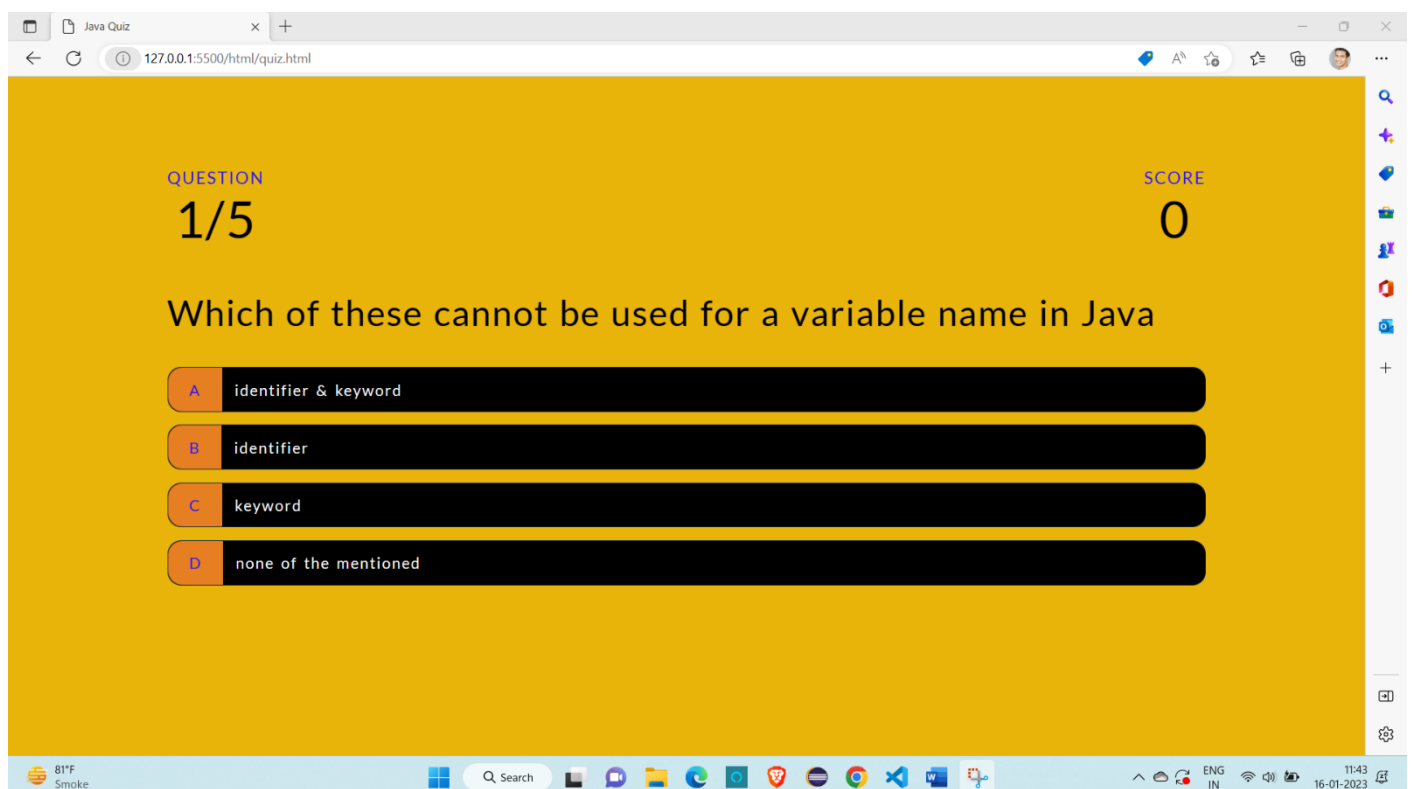 Java Quiz
127.0.0.1:5500/html/quiz.html
QUESTION
SCORE
1/5
0
Which of these cannot be used for a variable name in Java
A identifier & keyword
B identifier
C keyword
D none of the mentioned
81°F
Smoke
Search
ENG
IN
11:43
16-01-2023